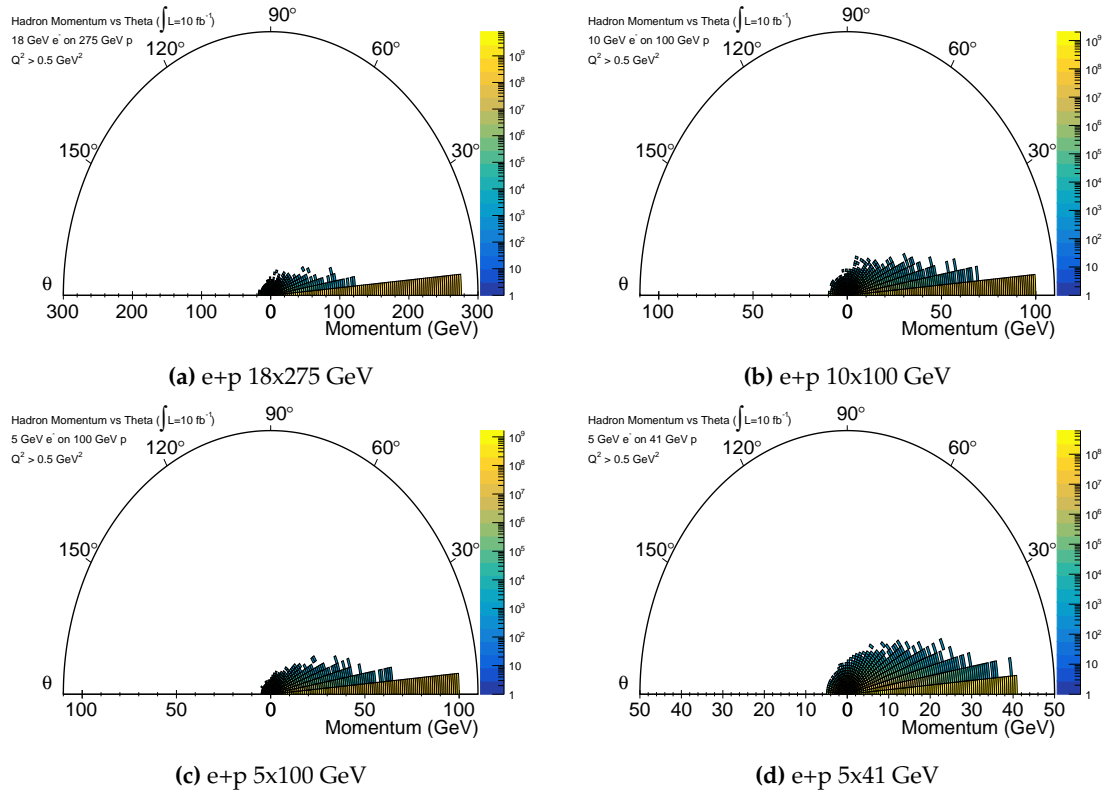 Hadron Momentum vs Theta (∫L=10 fb⁻¹)
18 GeV e⁻ on 275 GeV p
Q² > 0.5 GeV²
90°
120°
60°
150°
30°
θ
300 200 100 0 0 100 200 300
Momentum (GeV)
10⁹
10⁸
10⁷
10⁶
10⁵
10⁴
10³
10²
10
1
(a) e+p 18x275 GeV
Hadron Momentum vs Theta (∫L=10 fb⁻¹)
10 GeV e⁻ on 100 GeV p
Q² > 0.5 GeV²
90°
120°
60°
150°
30°
θ
100 50 0 0 50 100
Momentum (GeV)
10⁹
10⁸
10⁷
10⁶
10⁵
10⁴
10³
10²
10
1
(b) e+p 10x100 GeV
Hadron Momentum vs Theta (∫L=10 fb⁻¹)
5 GeV e⁻ on 100 GeV p
Q² > 0.5 GeV²
90°
120°
60°
150°
30°
θ
100 50 0 0 50 100
Momentum (GeV)
10⁹
10⁸
10⁷
10⁶
10⁵
10⁴
10³
10²
10
1
(c) e+p 5x100 GeV
Hadron Momentum vs Theta (∫L=10 fb⁻¹)
5 GeV e⁻ on 41 GeV p
Q² > 0.5 GeV²
90°
120°
60°
150°
30°
θ
50 40 30 20 10 0 0 10 20 30 40 50
Momentum (GeV)
10⁸
10⁷
10⁶
10⁵
10⁴
10³
10²
10
1
(d) e+p 5x41 GeV